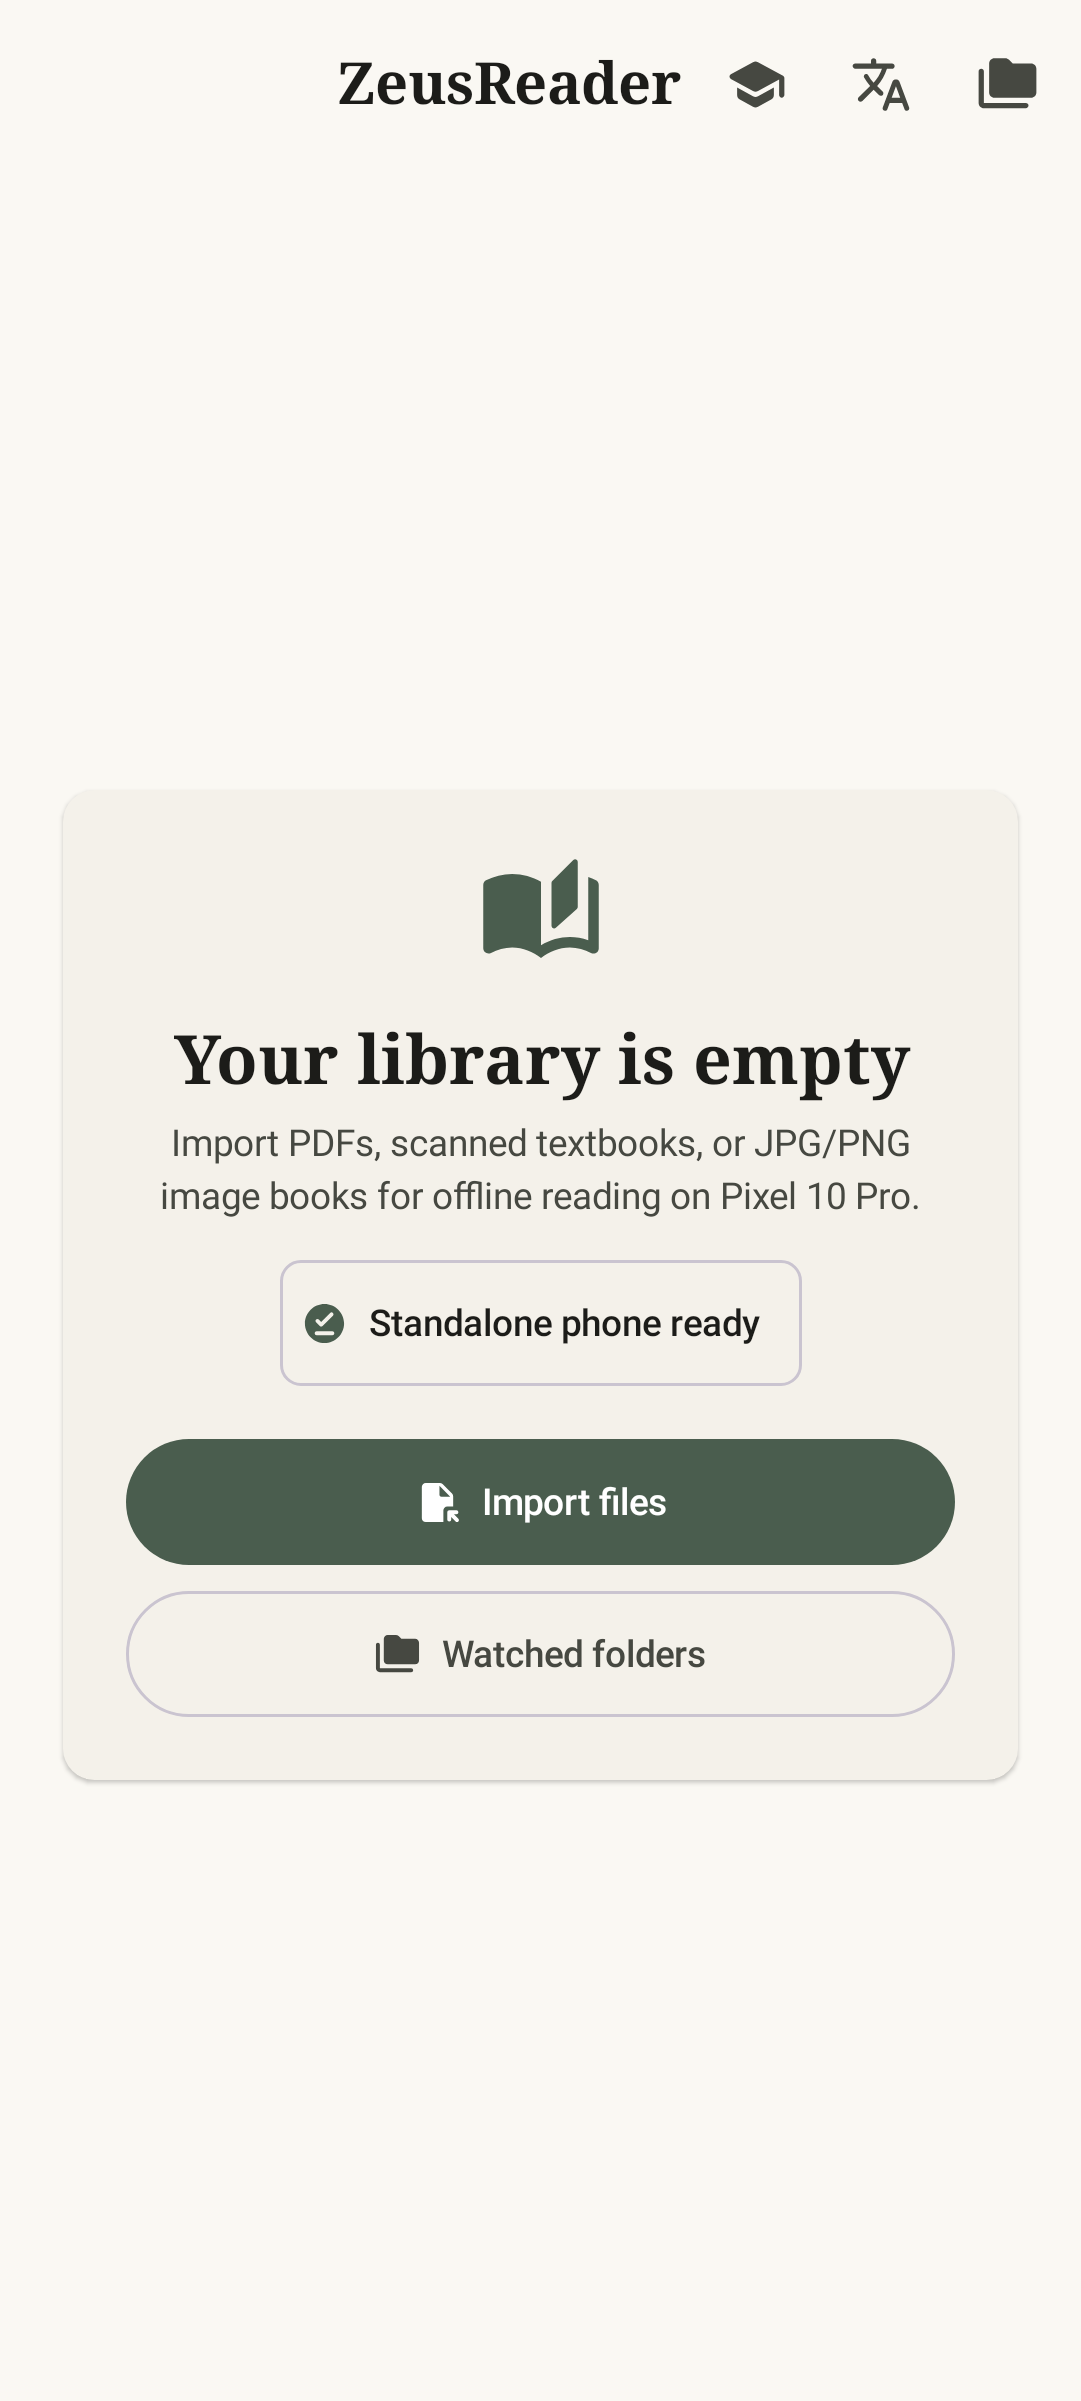 ZeusReader
Your library is empty
Import PDFs, scanned textbooks, or JPG/PNG
image books for offline reading on Pixel 10 Pro.
Standalone phone ready
Import files
Watched folders